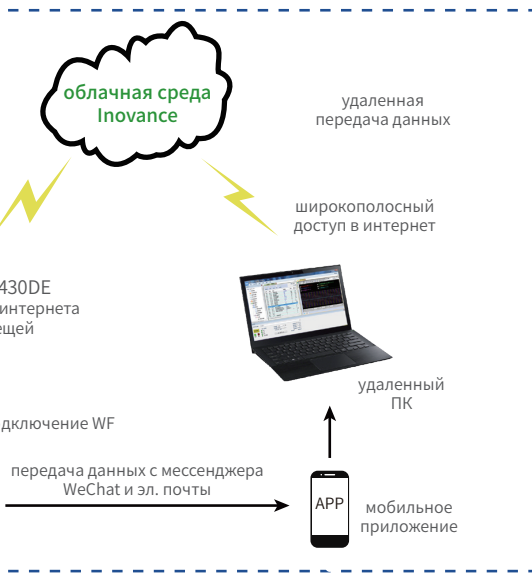 облачная среда
Inovance
удаленная
передача данных
широкополосный
доступ в интернет
430DE
интернета
ещей
удаленный
ПК
дключение WF
передача данных с мессенджера
WeChat и эл. почты
APP
мобильное
приложение